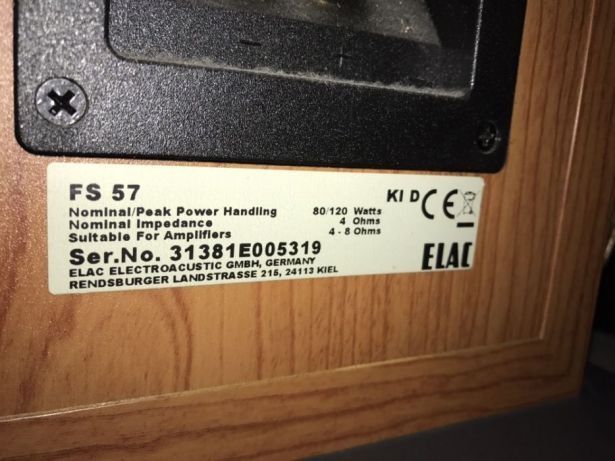 - +
FS 57
KI D CE
Nominal/Peak Power Handling 80/120 Watts
Nominal Impedance 4 Ohms
Suitable For Amplifiers 4 - 8 Ohms
Ser.No. 31381E005319
ELAC ELECTROACUSTIC GMBH, GERMANY
RENDSBURGER LANDSTRASSE 215, 24113 KIEL
ELAC